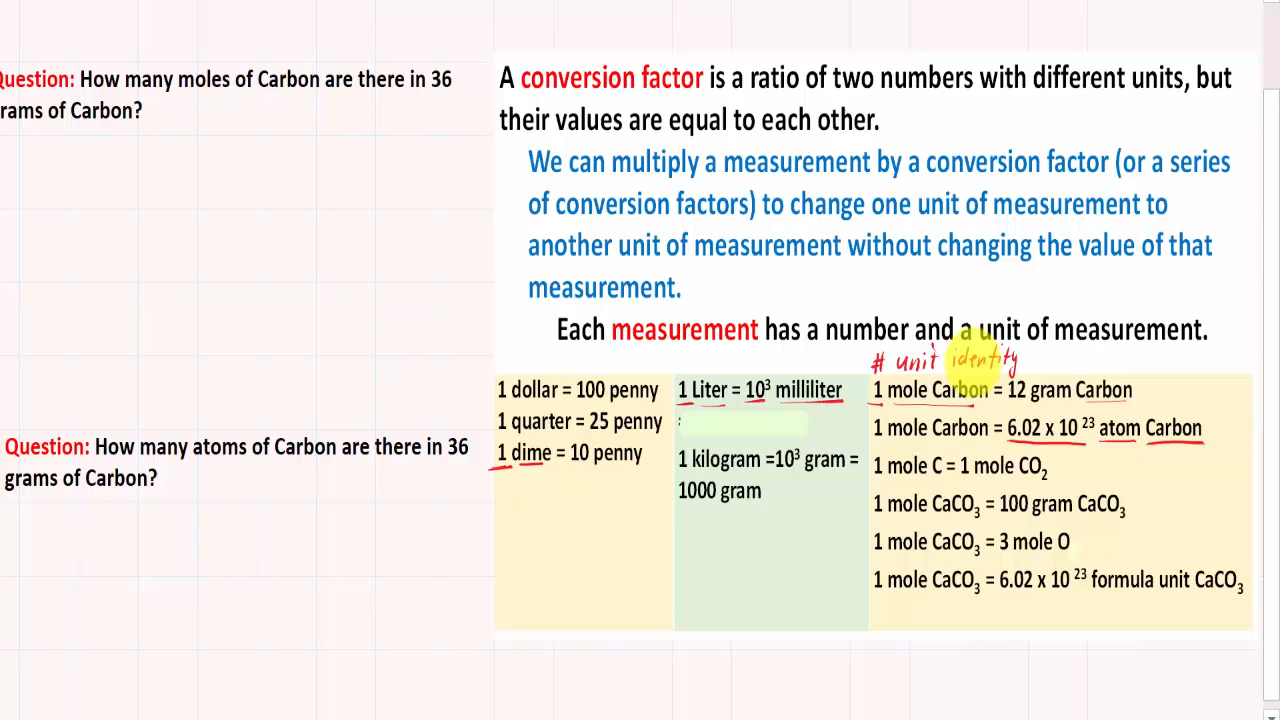 Question: How many moles of Carbon are there in 36
rams of Carbon?
A conversion factor is a ratio of two numbers with different units, but
their values are equal to each other.
We can multiply a measurement by a conversion factor (or a series
of conversion factors) to change one unit of measurement to
another unit of measurement without changing the value of that
measurement.
Each measurement has a number and a unit of measurement.
# unit identity
1 dollar = 100 penny
1 quarter = 25 penny
1 dime = 10 penny
1 Liter = 10³ milliliter
1 kilogram =10³ gram =
1000 gram
1 mole Carbon = 12 gram Carbon
1 mole Carbon = 6.02 x 10 ²³ atom Carbon
1 mole C = 1 mole CO₂
1 mole CaCO₃ = 100 gram CaCO₃
1 mole CaCO₃ = 3 mole O
1 mole CaCO₃ = 6.02 x 10 ²³ formula unit CaCO₃
Question: How many atoms of Carbon are there in 36
grams of Carbon?